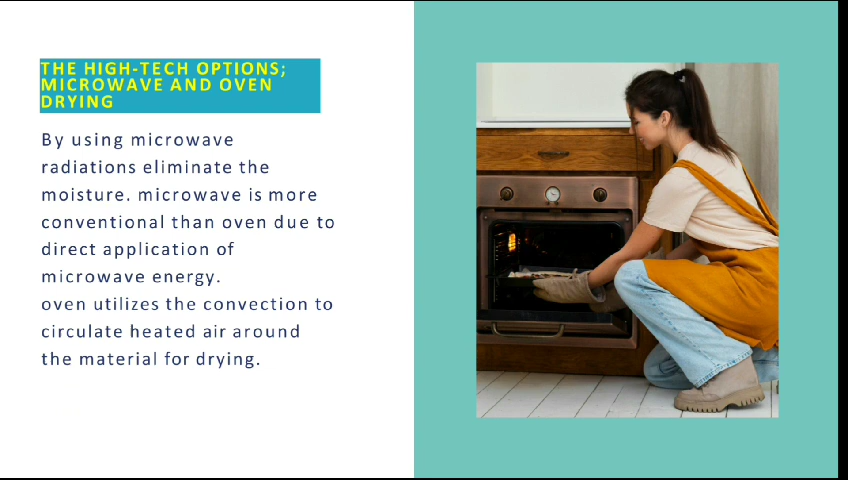 THE HIGH-TECH OPTIONS;
MICROWAVE AND OVEN
DRYING
By using microwave
radiations eliminate the
moisture. microwave is more
conventional than oven due to
direct application of
microwave energy.
oven utilizes the convection to
circulate heated air around
the material for drying.